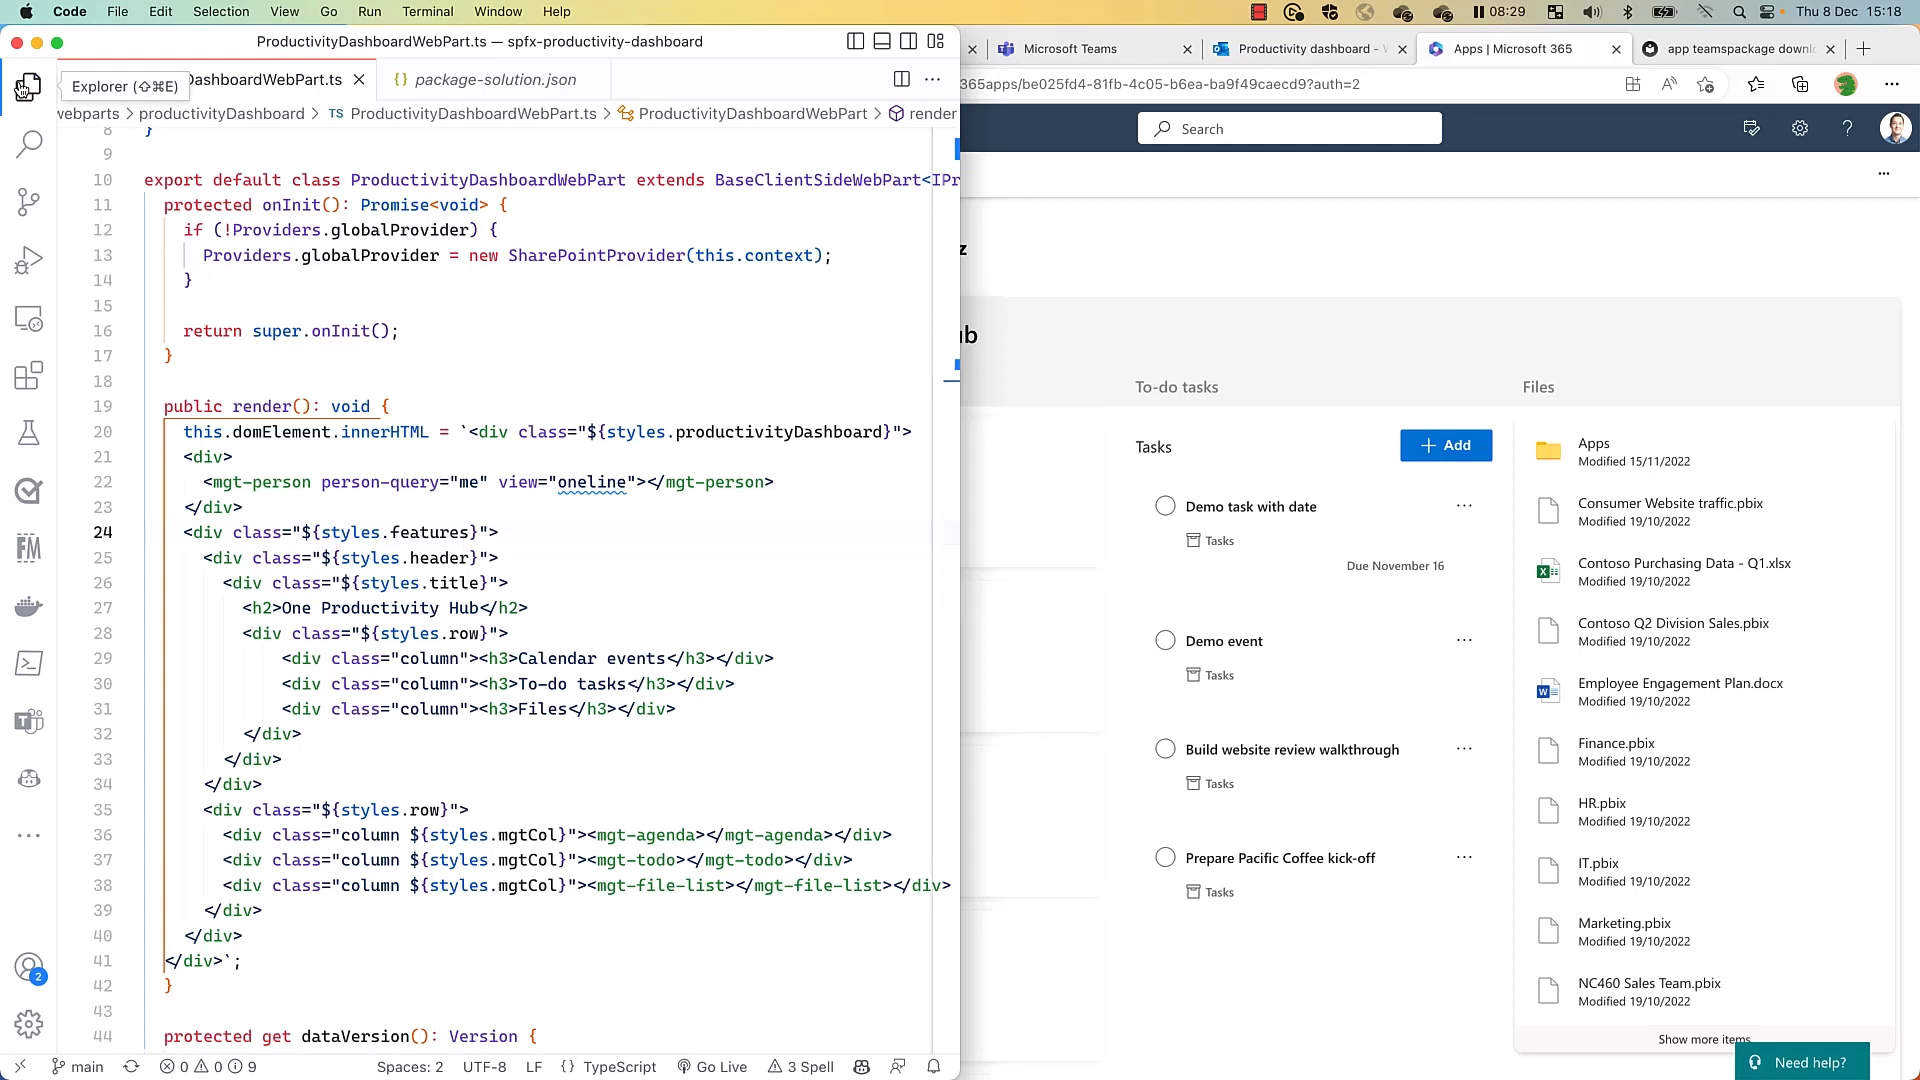 Code File Edit Selection View Go Run Terminal Window Help
08:29
Thu 8 Dec 15:18
ProductivityDashboardWebPart.ts — spfx-productivity-dashboard
DashboardWebPart.ts
{} package-solution.json
Explorer (⇧⌘E)
webparts > productivityDashboard > TS ProductivityDashboardWebPart.ts > ProductivityDashboardWebPart > render
8 }
9
10 export default class ProductivityDashboardWebPart extends BaseClientSideWebPart<IPr
11 protected onInit(): Promise<void> {
12 if (!Providers.globalProvider) {
13 Providers.globalProvider = new SharePointProvider(this.context);
14 }
15
16 return super.onInit();
17 }
18
19 public render(): void {
20 this.domElement.innerHTML = `<div class="${styles.productivityDashboard}">
21 <div>
22 <mgt-person person-query="me" view="oneline"></mgt-person>
23 </div>
24 <div class="${styles.features}">
25 <div class="${styles.header}">
26 <div class="${styles.title}">
27 <h2>One Productivity Hub</h2>
28 <div class="${styles.row}">
29 <div class="column"><h3>Calendar events</h3></div>
30 <div class="column"><h3>To-do tasks</h3></div>
31 <div class="column"><h3>Files</h3></div>
32 </div>
33 </div>
34 </div>
35 <div class="${styles.row}">
36 <div class="column ${styles.mgtCol}"><mgt-agenda></mgt-agenda></div>
37 <div class="column ${styles.mgtCol}"><mgt-todo></mgt-todo></div>
38 <div class="column ${styles.mgtCol}"><mgt-file-list></mgt-file-list></div>
39 </div>
40 </div>
41 </div>`;
42 }
43
44 protected get dataVersion(): Version {
2
main 0 0 9 Spaces: 2 UTF-8 LF {} TypeScript Go Live 3 Spell
Microsoft Teams
Productivity dashboard - W
Apps | Microsoft 365
app teamspackage downl
365apps/be025fd4-81fb-4c05-b6ea-ba9f49caecd9?auth=2
Search
z
ub
To-do tasks
Files
Tasks
+ Add
Demo task with date
Tasks
Due November 16
Demo event
Tasks
Build website review walkthrough
Tasks
Prepare Pacific Coffee kick-off
Tasks
Apps
Modified 15/11/2022
Consumer Website traffic.pbix
Modified 19/10/2022
Contoso Purchasing Data - Q1.xlsx
Modified 19/10/2022
Contoso Q2 Division Sales.pbix
Modified 19/10/2022
Employee Engagement Plan.docx
Modified 19/10/2022
Finance.pbix
Modified 19/10/2022
HR.pbix
Modified 19/10/2022
IT.pbix
Modified 19/10/2022
Marketing.pbix
Modified 19/10/2022
NC460 Sales Team.pbix
Modified 19/10/2022
Show more items
Need help?